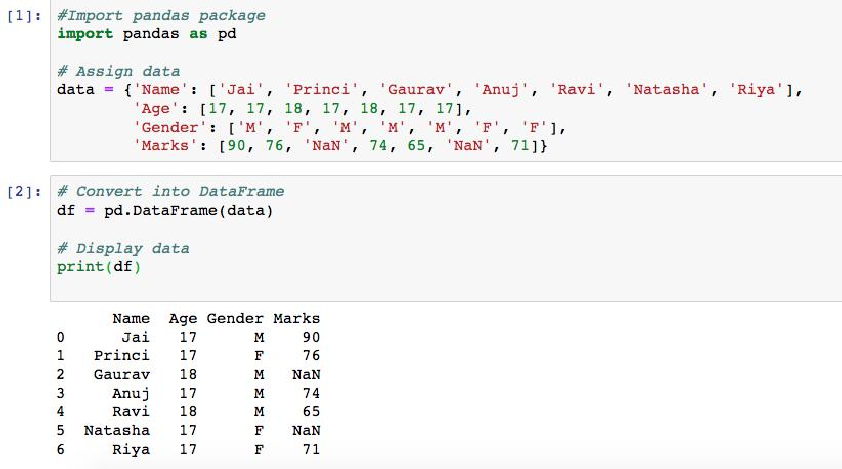 [1]: #Import pandas package
import pandas as pd
# Assign data
data = {'Name': ['Jai', 'Princi', 'Gaurav', 'Anuj', 'Ravi', 'Natasha', 'Riya'],
'Age': [17, 17, 18, 17, 18, 17, 17],
'Gender': ['M', 'F', 'M', 'M', 'M', 'F', 'F'],
'Marks': [90, 76, 'NaN', 74, 65, 'NaN', 71]}
[2]: # Convert into DataFrame
df = pd.DataFrame(data)
# Display data
print(df)
Name Age Gender Marks
0 Jai 17 M 90
1 Princi 17 F 76
2 Gaurav 18 M NaN
3 Anuj 17 M 74
4 Ravi 18 M 65
5 Natasha 17 F NaN
6 Riya 17 F 71